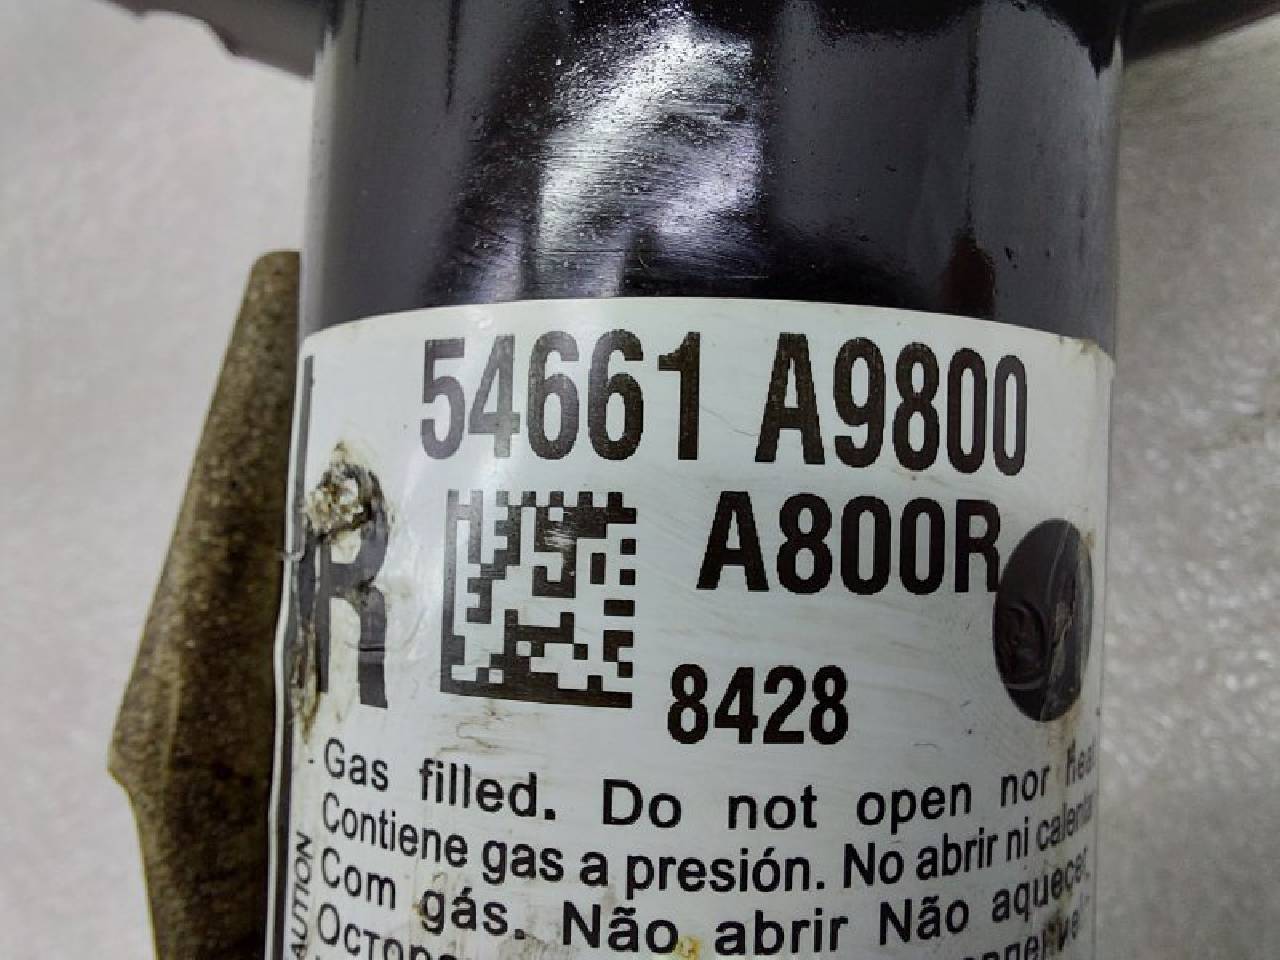 54661 A9800
A800R
R
8428
Gas filled. Do not open nor
Contiene gas a presión. No abrir ni
Com gás. Não abrir Não
AUTION